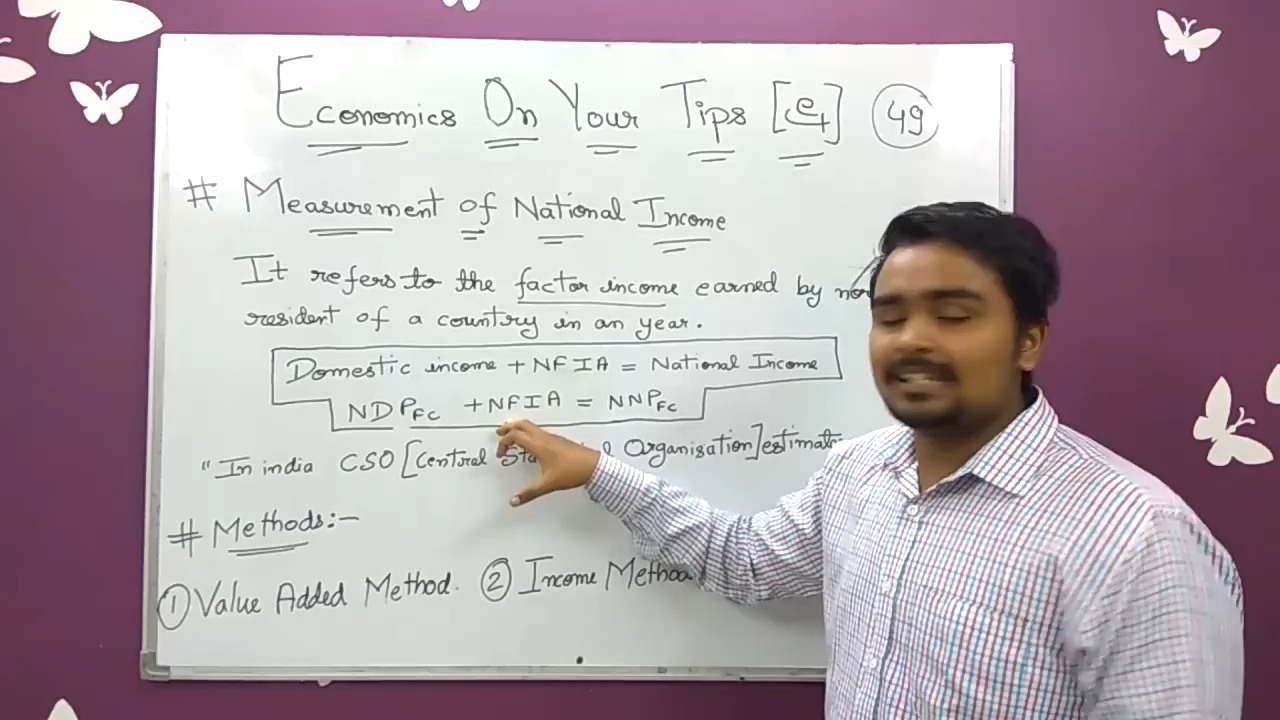 Economics On Your Tips [e4] 49
# Measurement of National Income
It refers to the factor income earned by
resident of a country in an year.
Domestic income + NFIA = National Income
NDPFC + NFIA = NNPFC
"In india CSO [Central Organisation]
# Methods:-
① Value Added Method. ② Income Method